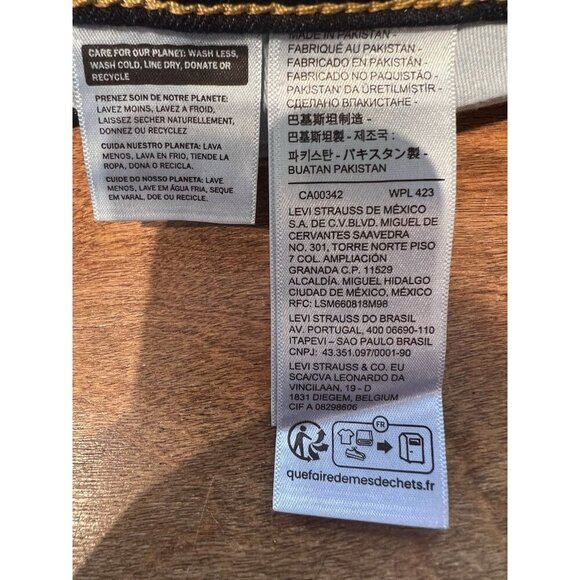 CARE FOR OUR PLANET: WASH LESS,
WASH COLD, LINE DRY, DONATE OR
RECYCLE
PRENEZ SOIN DE NOTRE PLANETE:
LAVEZ MOINS, LAVEZ A FROID,
LAISSEZ SECHER NATURELLEMENT,
DONNEZ OU RECYCLEZ
CUIDA NUESTRO PLANETA: LAVA
MENOS, LAVA EN FRIO, TIENDE LA
ROPA, DONA O RECICLA.
CUIDE DO NOSSO PLANETA: LAVE
MENOS, LAVE EM ÁGUA FRIA, SEQUE
EM VARAL, DOE OU RECICLE.
MADE IN PAKISTAN -
FABRIQUÉ AU PAKISTAN -
FABRICADO EN PAKISTÁN -
FABRICADO NO PAQUISTÃO -
PAKISTAN'DA ÜRETILMIŞTIR -
СДЕЛАНО ВПАКИСТАНЕ -
巴基斯坦制造 -
巴基斯坦製 - 제조국 :
파키스탄 - パキスタン製 -
BUATAN PAKISTAN
CA00342 WPL 423
LEVI STRAUSS DE MÉXICO
S.A. DE C.V.BLVD. MIGUEL DE
CERVANTES SAAVEDRA
NO. 301, TORRE NORTE PISO
7 COL. AMPLIACIÓN
GRANADA C.P. 11529
ALCALDÍA. MIGUEL HIDALGO
CIUDAD DE MÉXICO, MÉXICO
RFC: LSM660818M98
LEVI STRAUSS DO BRASIL
AV. PORTUGAL, 400 06690-110
ITAPEVI – SAO PAULO BRASIL
CNPJ: 43.351.097/0001-90
LEVI STRAUSS & CO. EU
SCA/CVA LEONARDO DA
VINCILAAN, 19 - D
1831 DIEGEM, BELGIUM
CIF A 08298606
FR
quefairedemesdechets.fr